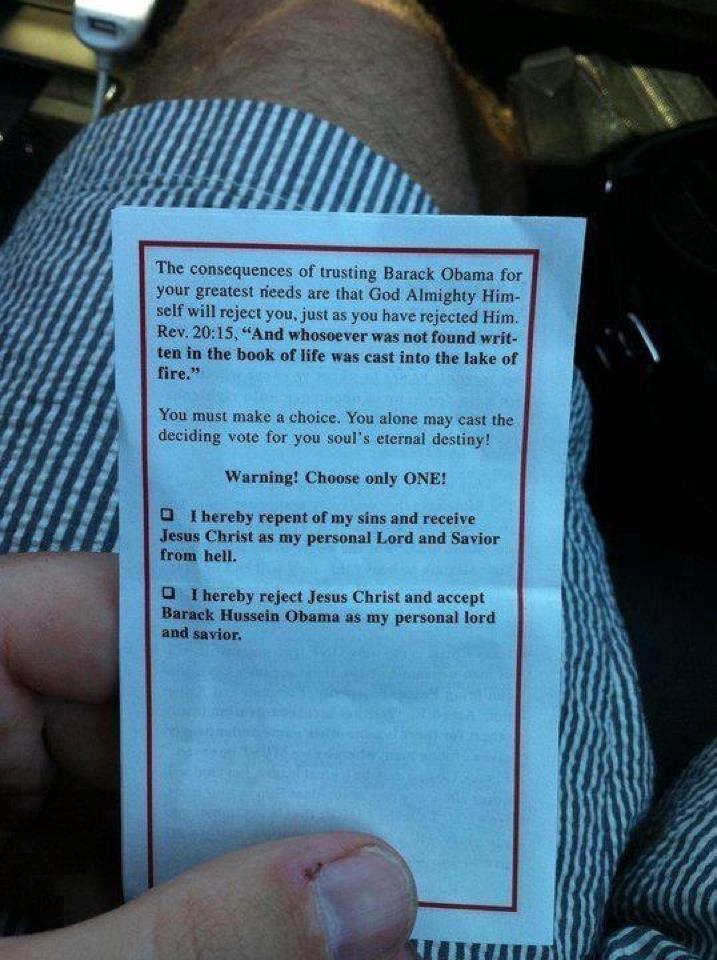 The consequences of trusting Barack Obama for
your greatest needs are that God Almighty Him-
self will reject you, just as you have rejected Him.
Rev. 20:15, “And whosoever was not found writ-
ten in the book of life was cast into the lake of
fire.”
You must make a choice. You alone may cast the
deciding vote for you soul's eternal destiny!
Warning! Choose only ONE!
❑ I hereby repent of my sins and receive
Jesus Christ as my personal Lord and Savior
from hell.
❑ I hereby reject Jesus Christ and accept
Barack Hussein Obama as my personal lord
and savior.